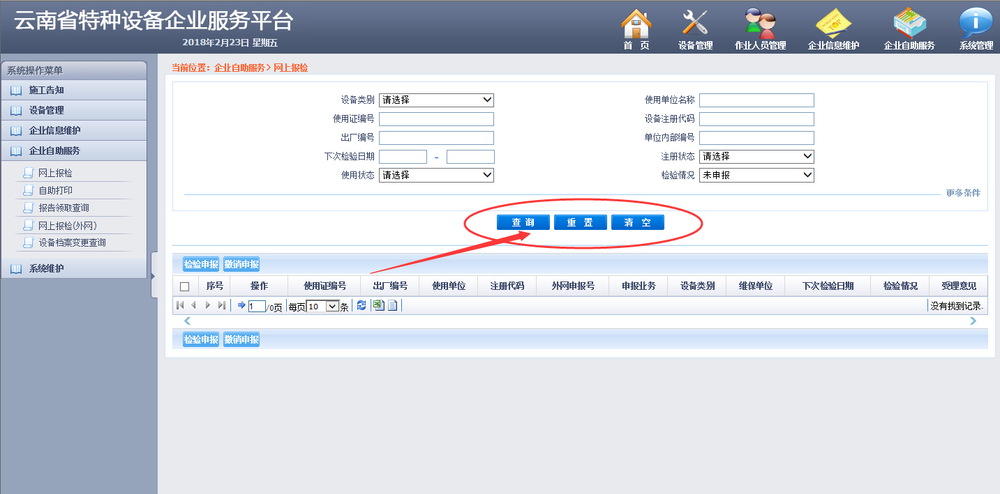 云南省特种设备企业服务平台
2018年2月23日 星期五
首 页 设备管理 作业人员管理 企业信息维护 企业自助服务 系统管理
系统操作菜单
施工告知
设备管理
企业信息维护
企业自助服务
网上报检
自助打印
报告领取查询
网上报检(外网)
设备档案变更查询
系统维护
当前位置：企业自助服务> 网上报检
设备类别 请选择 使用单位名称
使用证编号 设备注册代码
出厂编号 单位内部编号
下次检验日期 - 注册状态 请选择
使用状态 请选择 检验情况 未申报
更多条件
查 询 重 置 清 空
检验申报 撤销申报
序号 操作 使用证编号 出厂编号 使用单位 注册代码 外网申报号 申报业务 设备类别 维保单位 下次检验日期 检验情况 受理意见
1 /0页 每页 10 条 没有找到记录.
检验申报 撤销申报